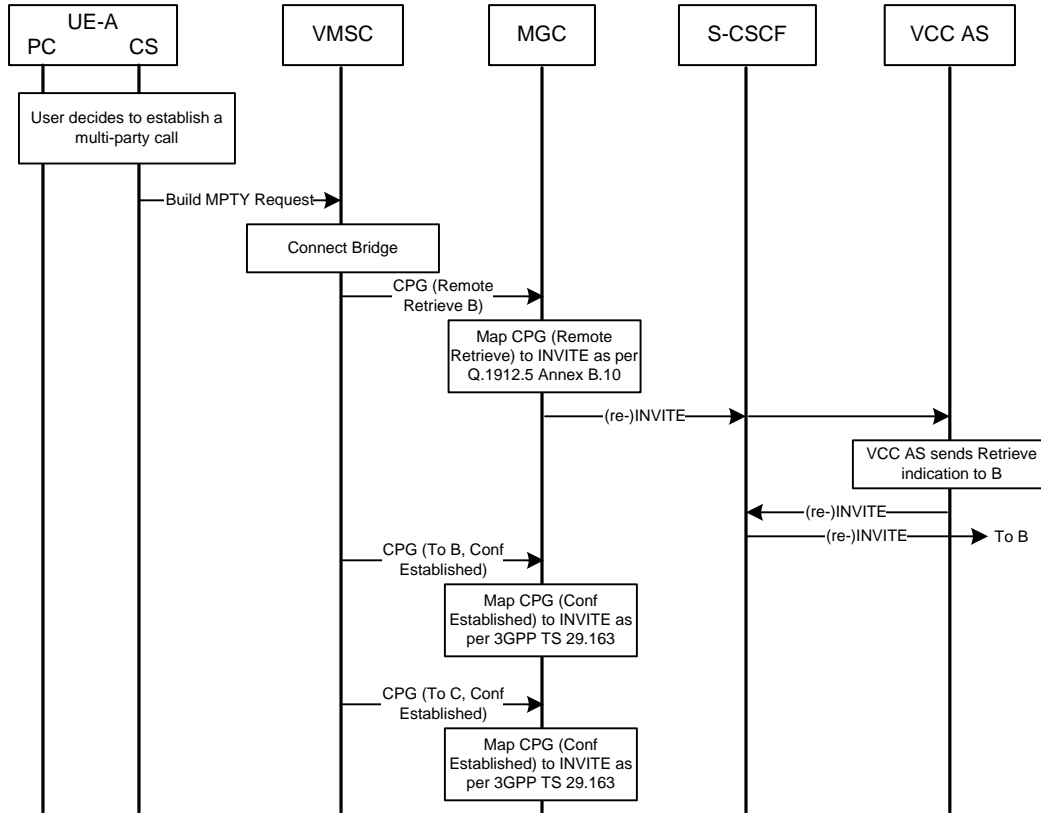 UE-A
PC CS
VMSC
MGC
S-CSCF
VCC AS
User decides to establish a
multi-party call
Build MPTY Request
Connect Bridge
CPG (Remote
Retrieve B)
Map CPG (Remote
Retrieve) to INVITE as per
Q.1912.5 Annex B.10
(re-)INVITE
VCC AS sends Retrieve
indication to B
(re-)INVITE
(re-)INVITE
To B
CPG (To B, Conf
Established)
Map CPG (Conf
Established) to INVITE as
per 3GPP TS 29.163
CPG (To C, Conf
Established)
Map CPG (Conf
Established) to INVITE as
per 3GPP TS 29.163